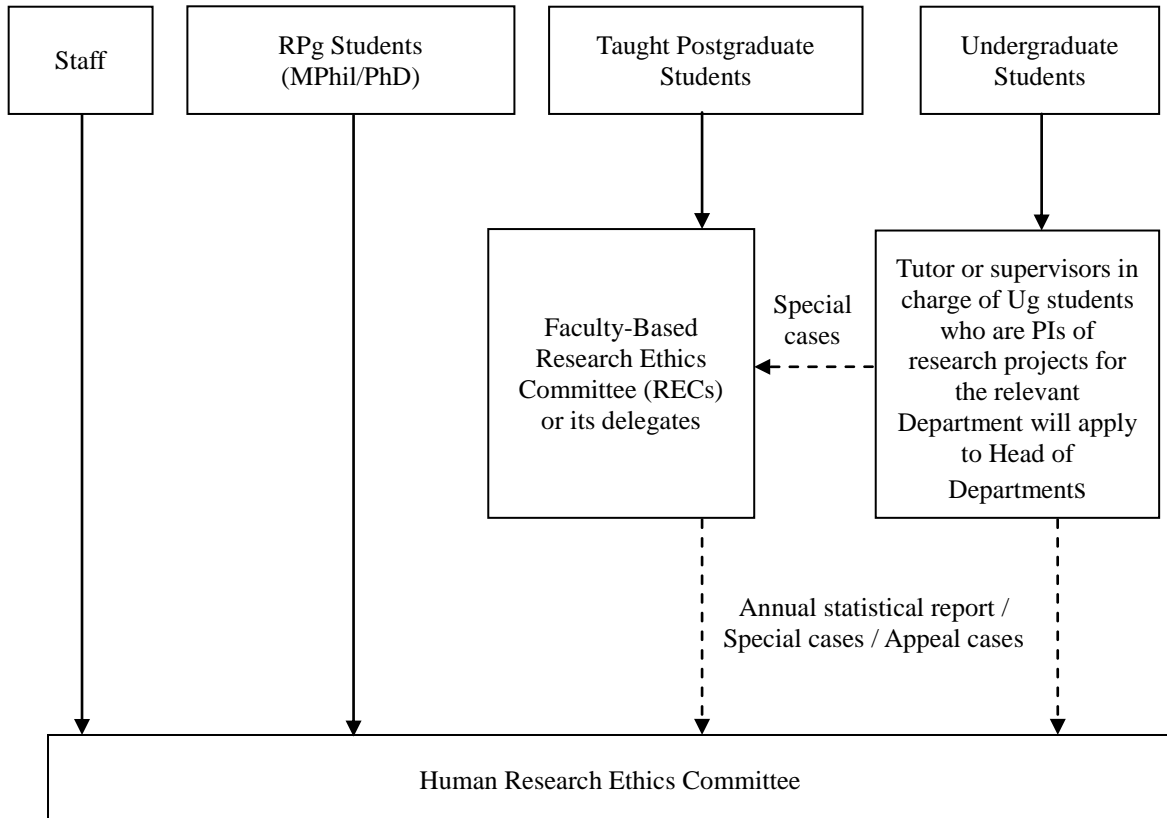 Staff
RPg Students
(MPhil/PhD)
Taught Postgraduate
Students
Undergraduate
Students
Faculty-Based
Research Ethics
Committee (RECs)
or its delegates
Special
cases
Tutor or supervisors in
charge of Ug students
who are PIs of
research projects for
the relevant
Department will apply
to Head of
Departments
Annual statistical report /
Special cases / Appeal cases
Human Research Ethics Committee